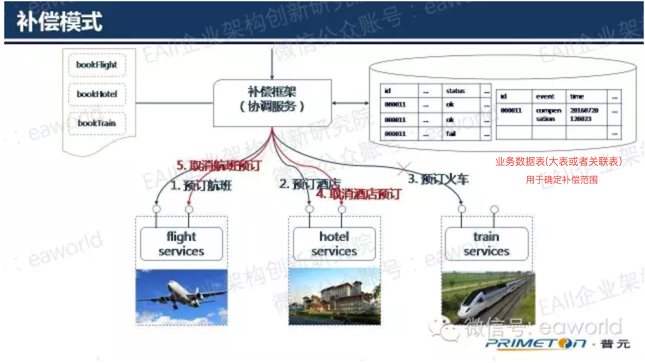 补偿模式
bookFlight
bookHotel
bookTrain
补偿框架
（协调服务）
id ... status ...
000011 ... ok
000011 ... ok ...
000011 ... fail ...
id event time ...
000011 compen
sation 20160720
120023 ...
...
业务数据表(大表或者关联表)
用于确定补偿范围
5. 取消航班预订
1. 预订航班
2. 预订酒店
4. 取消酒店预订
3. 预订火车
flight
services
hotel
services
train
services
EAII企业架构创新研究院
微信公众账号：eaworld
微信号: eaworld
PRIMETON·普元